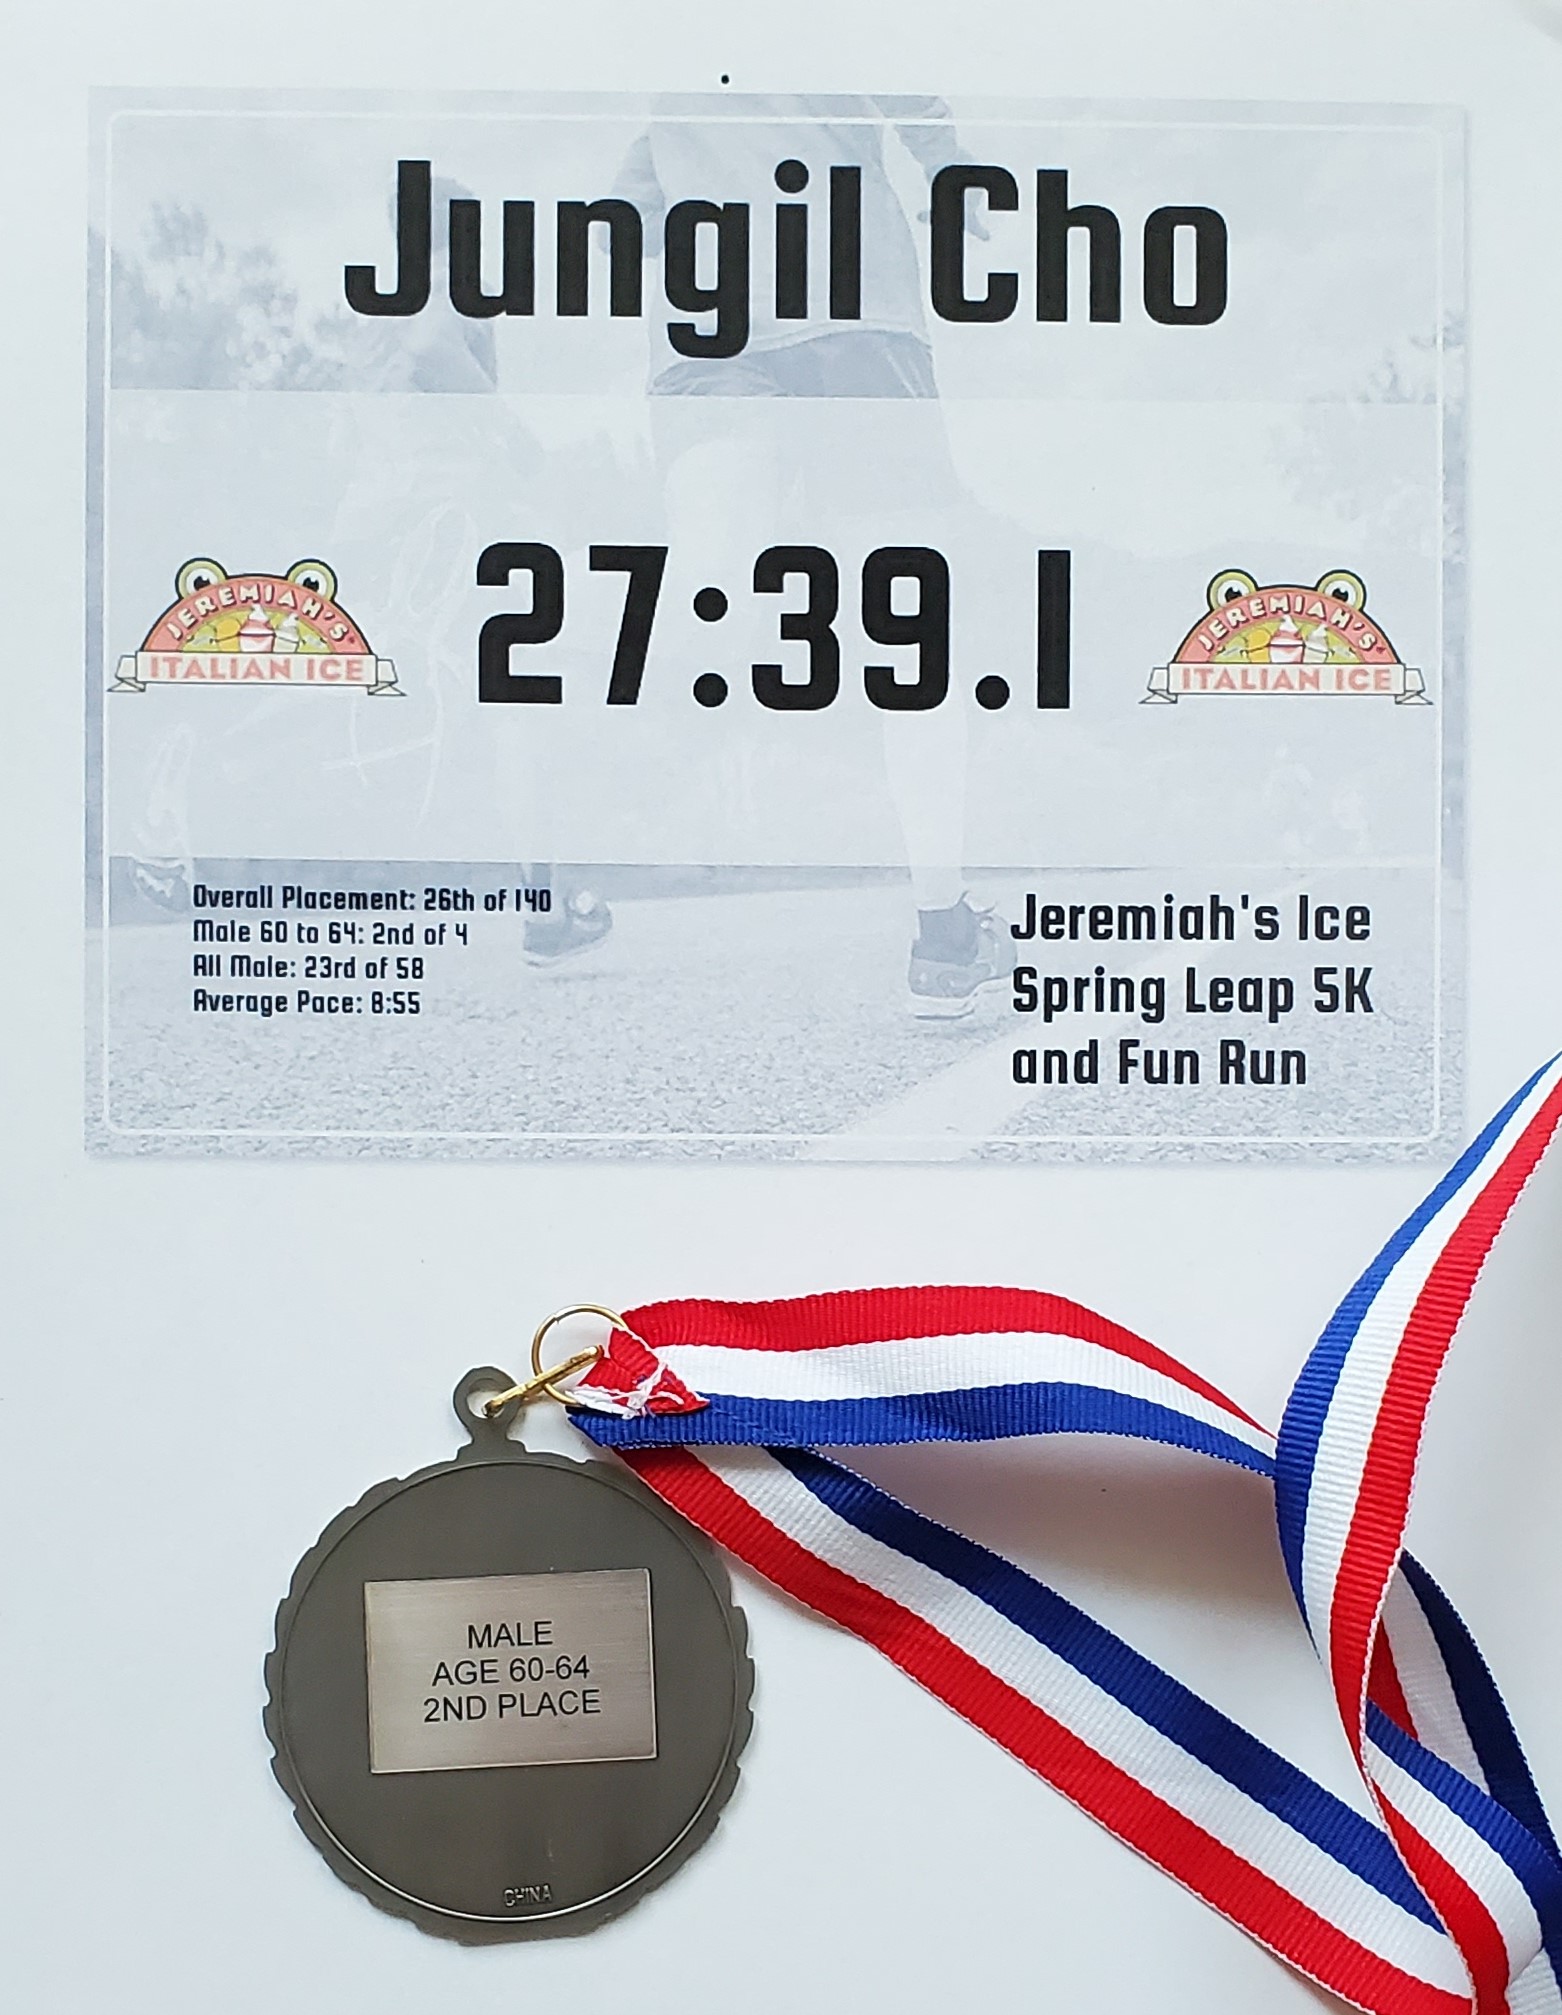 Jungil Cho
JEREMIAH'S
ITALIAN ICE
27:39.1
JEREMIAH'S
ITALIAN ICE
Overall Placement: 26th of 140
Male 60 to 64: 2nd of 4
All Male: 23rd of 58
Average Pace: 8:55
Jeremiah's Ice
Spring Leap 5K
and Fun Run
MALE
AGE 60-64
2ND PLACE
CHINA